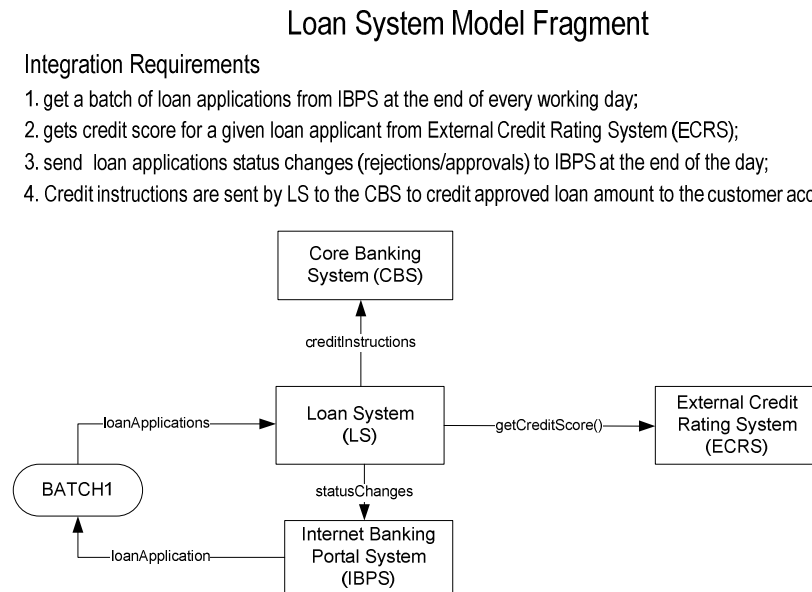 Loan System Model Fragment
Integration Requirements
1. get a batch of loan applications from IBPS at the end of every working day;
2. gets credit score for a given loan applicant from External Credit Rating System (ECRS);
3. send loan applications status changes (rejections/approvals) to IBPS at the end of the day;
4. Credit instructions are sent by LS to the CBS to credit approved loan amount to the customer
Core Banking
System (CBS)
creditInstructions
Loan System
(LS)
loanApplications
getCreditScore()
External Credit
Rating System
(ECRS)
BATCH1
statusChanges
Internet Banking
Portal System
(IBPS)
loanApplication